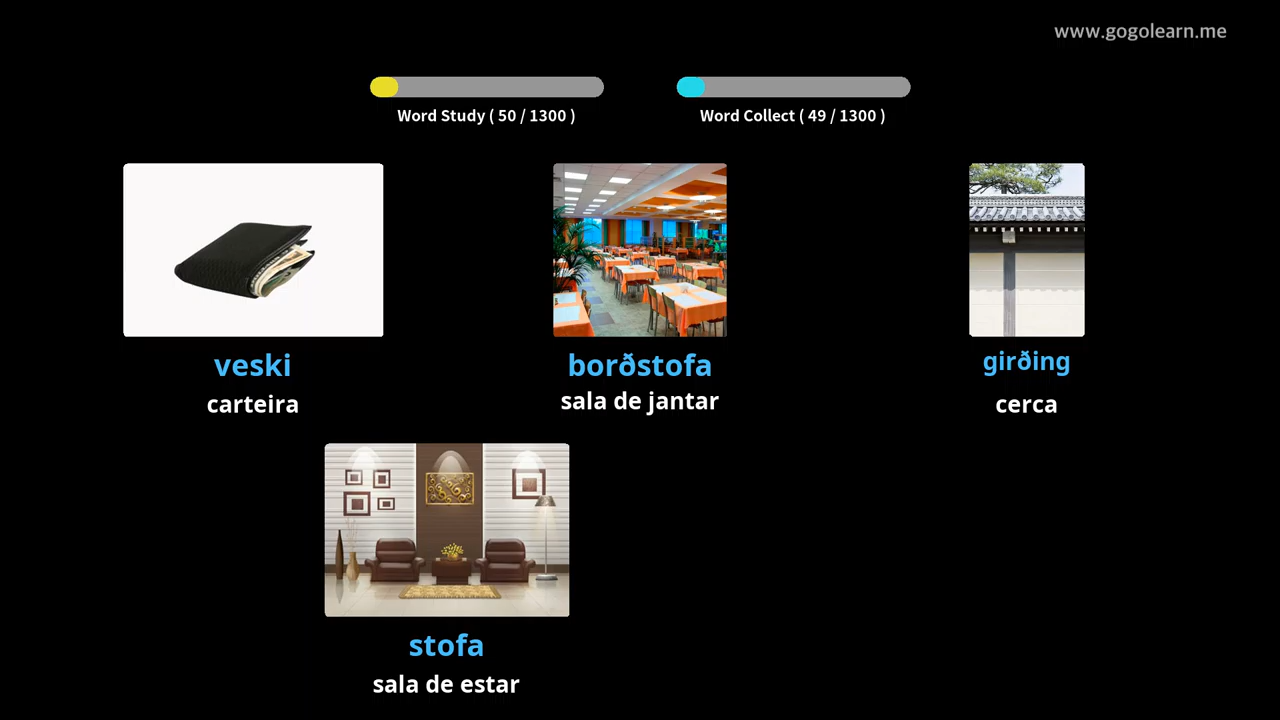 www.gogolearn.me
Word Study ( 50 / 1300 )
Word Collect ( 49 / 1300 )
veski
carteira
borðstofa
sala de jantar
girðing
cerca
stofa
sala de estar